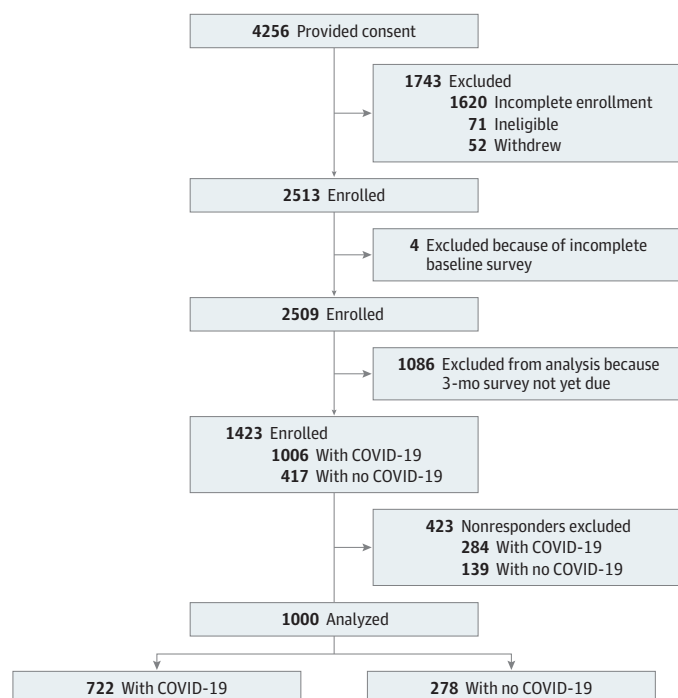 4256 Provided consent
1743 Excluded
1620 Incomplete enrollment
71 Ineligible
52 Withdrew
2513 Enrolled
4 Excluded because of incomplete
baseline survey
2509 Enrolled
1086 Excluded from analysis because
3-mo survey not yet due
1423 Enrolled
1006 With COVID-19
417 With no COVID-19
423 Nonresponders excluded
284 With COVID-19
139 With no COVID-19
1000 Analyzed
722 With COVID-19
278 With no COVID-19